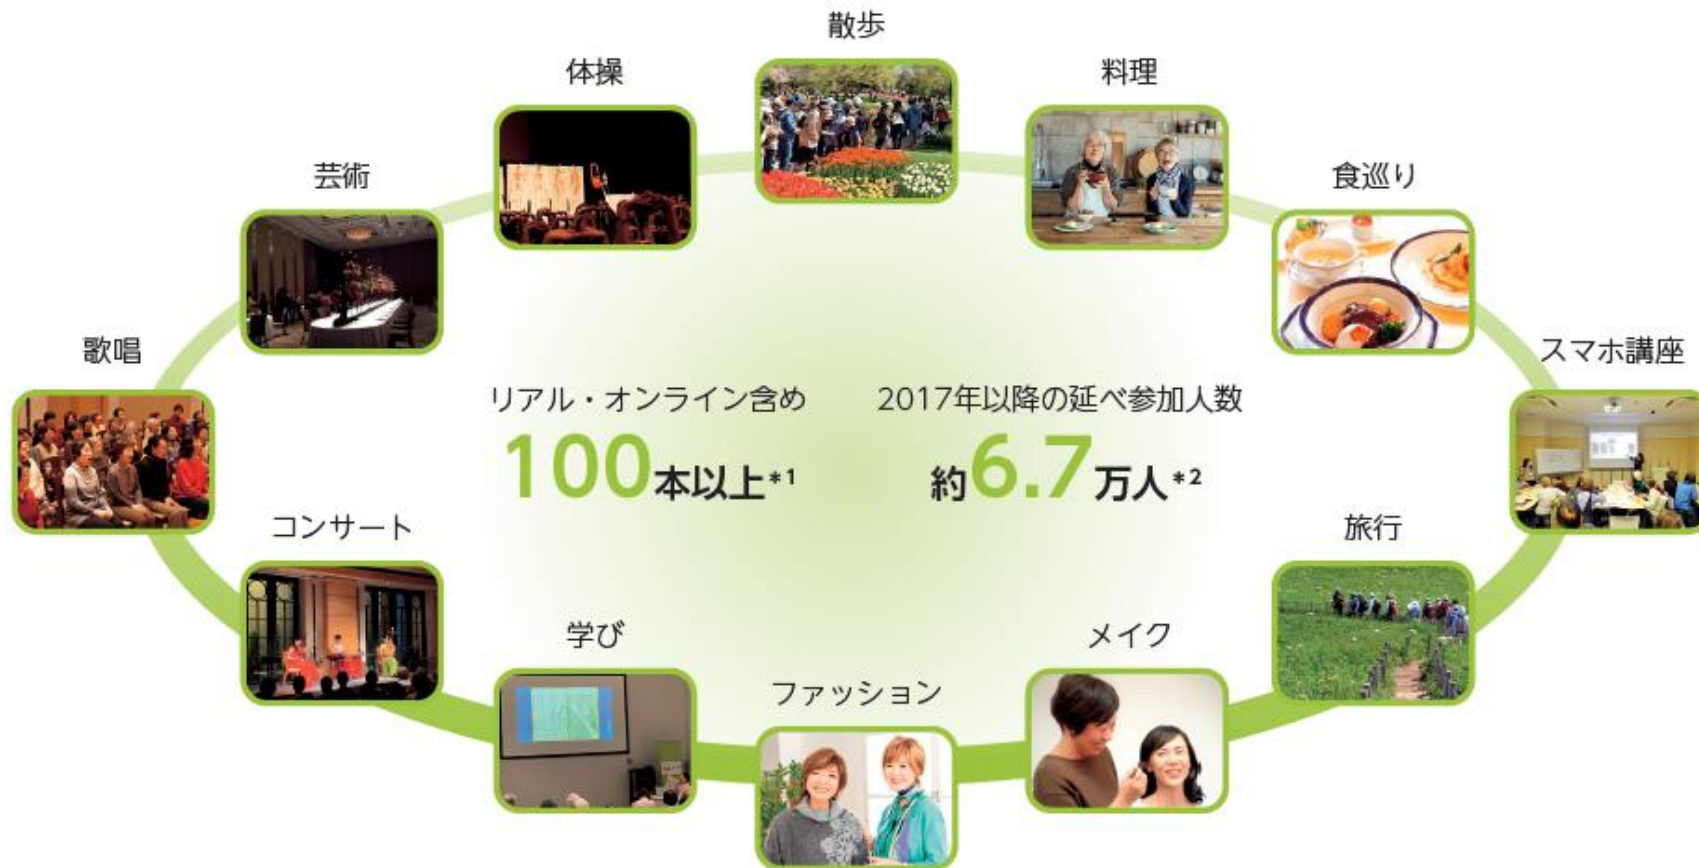 散歩
体操
料理
芸術
食巡り
歌唱
スマホ講座
リアル・オンライン含め
100本以上*1
2017年以降の延べ参加人数
約6.7万人*2
コンサート
旅行
学び
メイク
ファッション